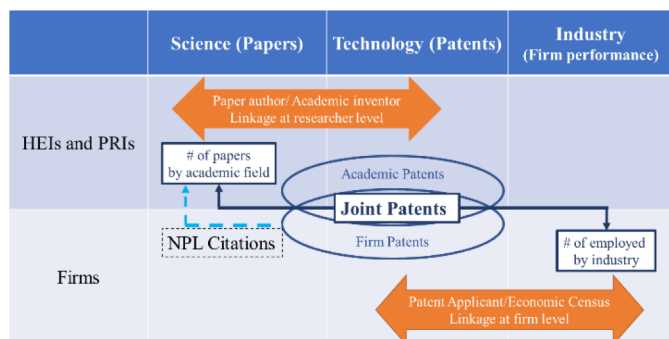 Science (Papers)
Technology (Patents)
Industry
(Firm performance)
HEIs and PRIs
Paper author/ Academic inventor
Linkage at researcher level
# of papers
by academic field
Academic Patents
Joint Patents
Firm Patents
NPL Citations
# of employed
by industry
Firms
Patent Applicant/Economic Census
Linkage at firm level